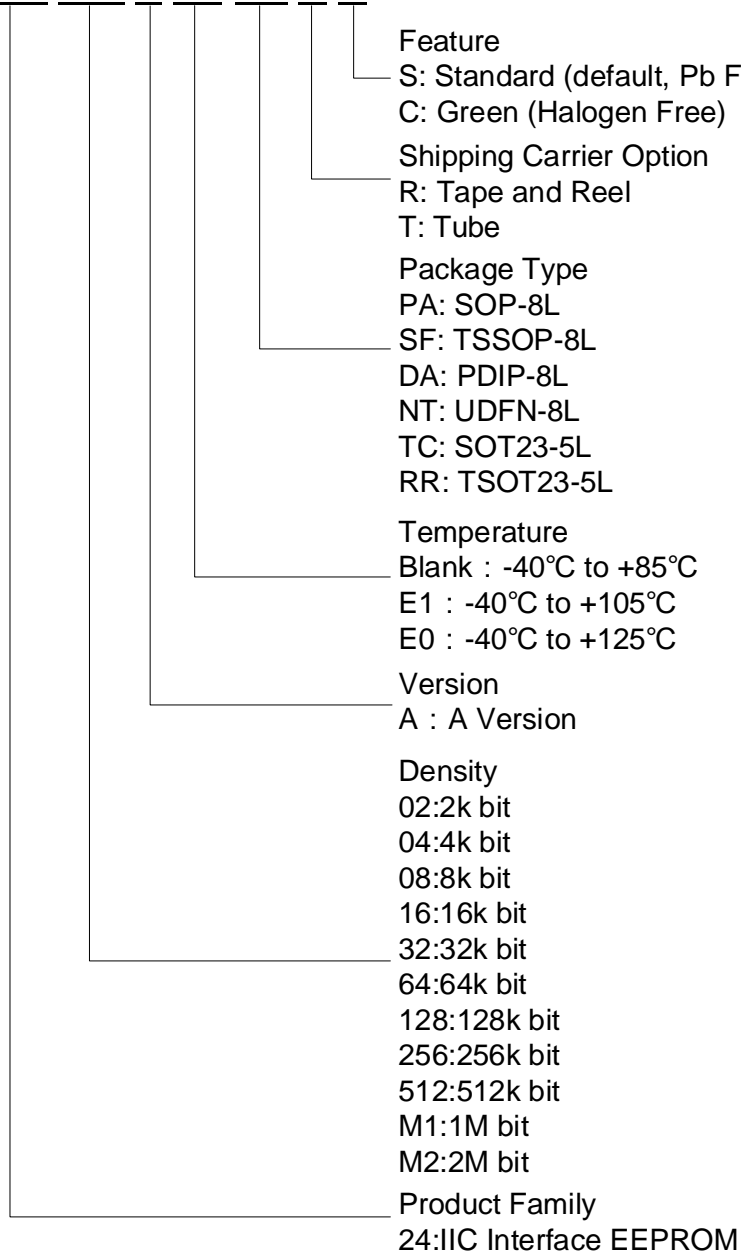 Feature
S: Standard (default, Pb F
C: Green (Halogen Free)
Shipping Carrier Option
R: Tape and Reel
T: Tube
Package Type
PA: SOP-8L
SF: TSSOP-8L
DA: PDIP-8L
NT: UDFN-8L
TC: SOT23-5L
RR: TSOT23-5L
Temperature
Blank：-40℃ to +85℃
E1：-40℃ to +105℃
E0：-40℃ to +125℃
Version
A：A Version
Density
02:2k bit
04:4k bit
08:8k bit
16:16k bit
32:32k bit
64:64k bit
128:128k bit
256:256k bit
512:512k bit
M1:1M bit
M2:2M bit
Product Family
24:IIC Interface EEPROM